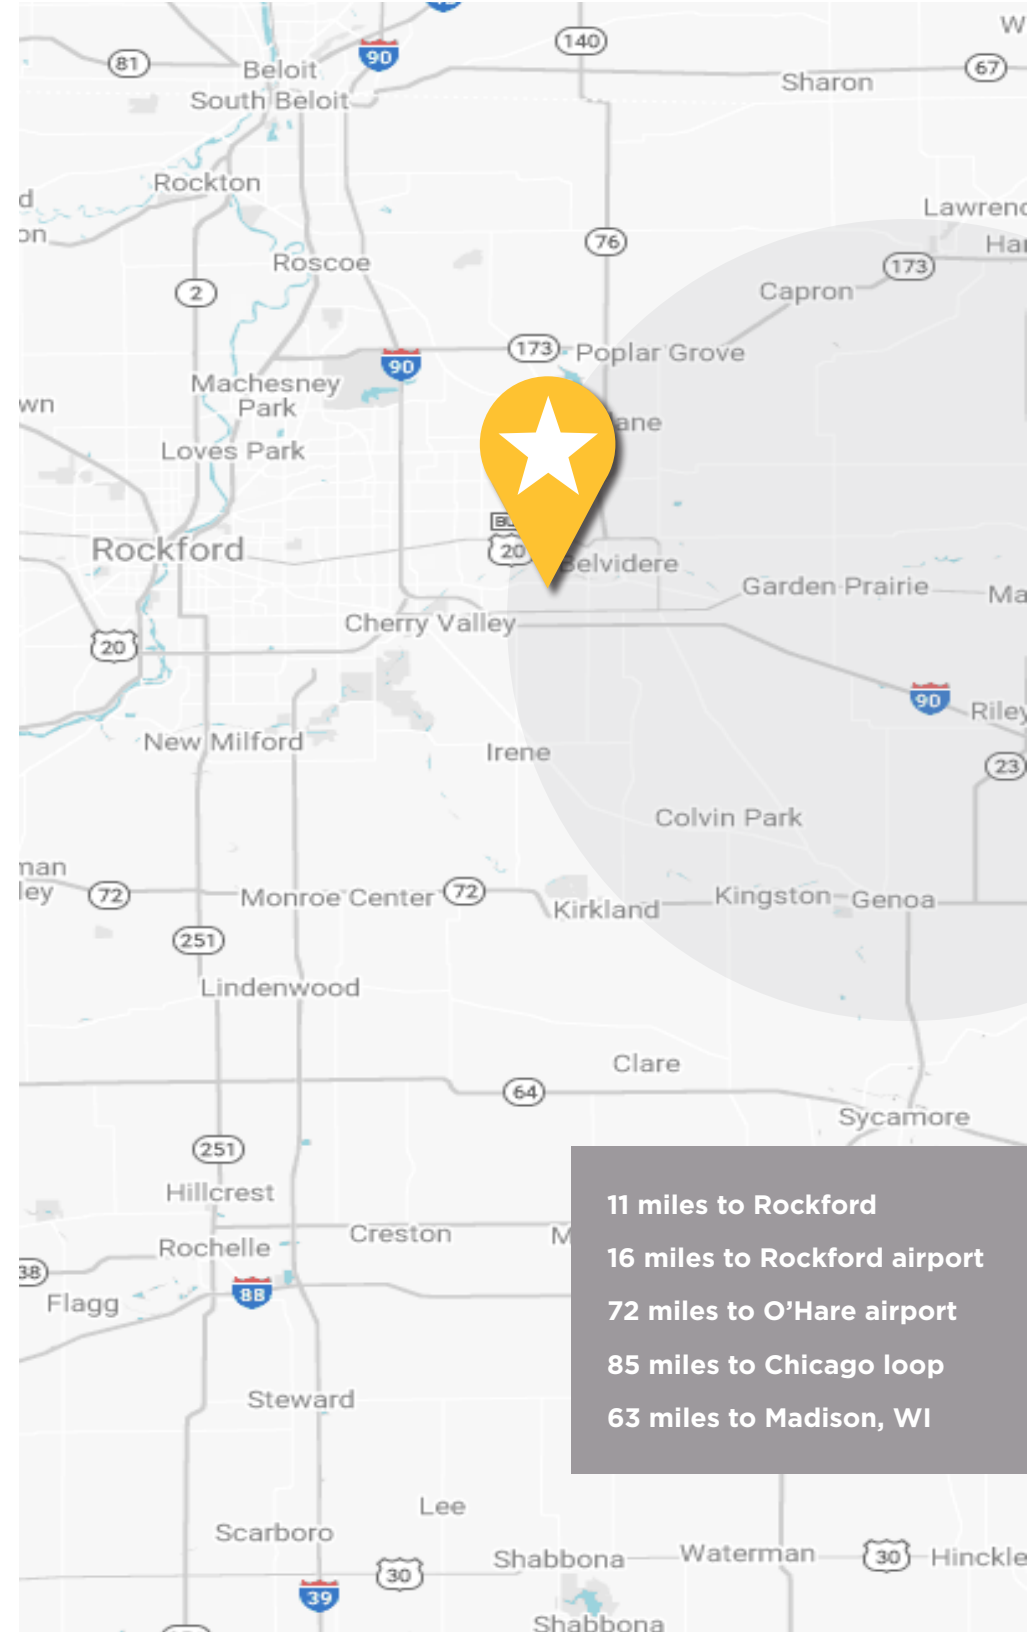 W
90
140
81
Beloit
67
Sharon
South Beloit
Rockton
d
Lawrenc
on
76
Har
Roscoe
173
2
Capron
173
Poplar Grove
90
Machesney
Park
wn
ane
Loves Park
20
Rockford
Belvidere
Garden Prairie
Ma
Cherry Valley
20
90
Riley
New Milford
Irene
23
Colvin Park
man
ley
72
Monroe Center
72
Kingston
Genoa
Kirkland
251
Lindenwood
Clare
64
Sycamore
251
Hillcrest
Creston
M
Rochelle
38
88
Flagg
11 miles to Rockford
16 miles to Rockford airport
72 miles to O’Hare airport
85 miles to Chicago loop
63 miles to Madison, WI
Steward
Lee
Scarboro
Shabbona
Waterman
30
Hinckle
30
39
Shabbona